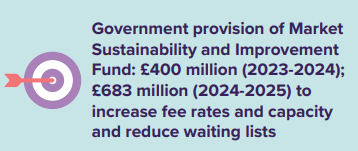 Government provision of Market
Sustainability and Improvement
Fund: £400 million (2023-2024);
£683 million (2024-2025) to
increase fee rates and capacity
and reduce waiting lists